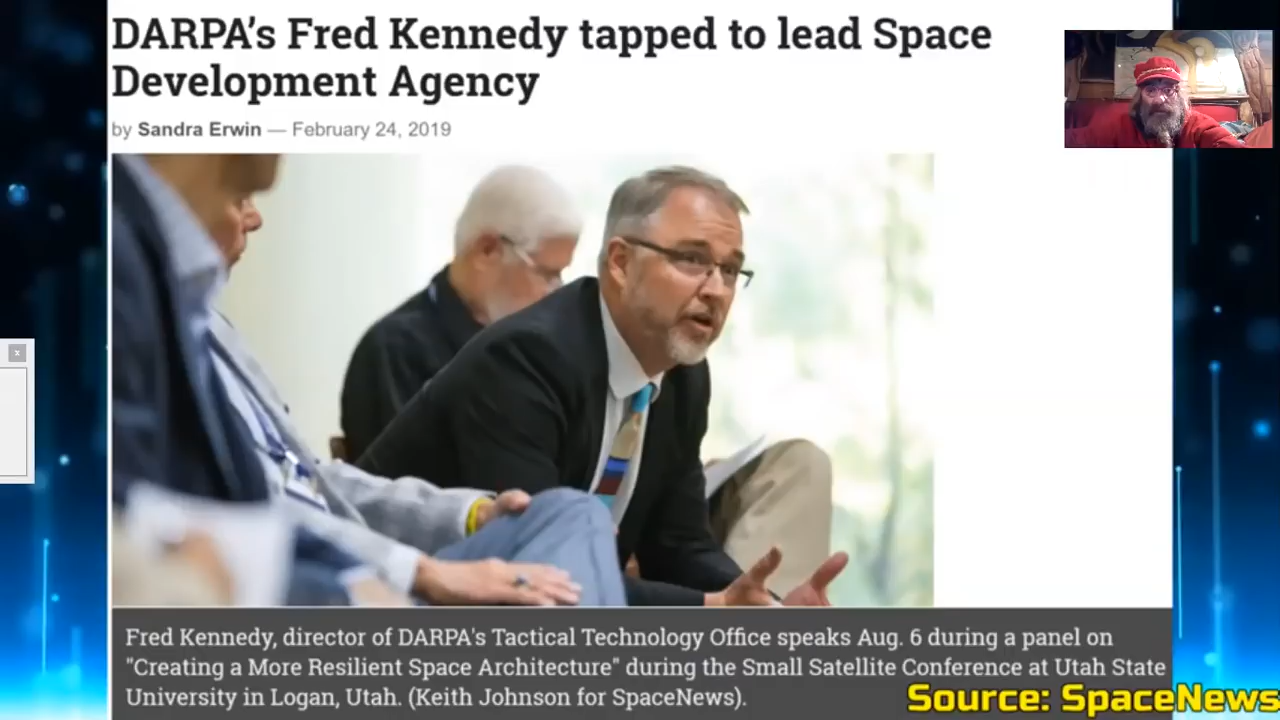 DARPA's Fred Kennedy tapped to lead Space
Development Agency
by Sandra Erwin — February 24, 2019
x
Fred Kennedy, director of DARPA's Tactical Technology Office speaks Aug. 6 during a panel on
"Creating a More Resilient Space Architecture" during the Small Satellite Conference at Utah State
University in Logan, Utah. (Keith Johnson for SpaceNews).
Source: SpaceNews